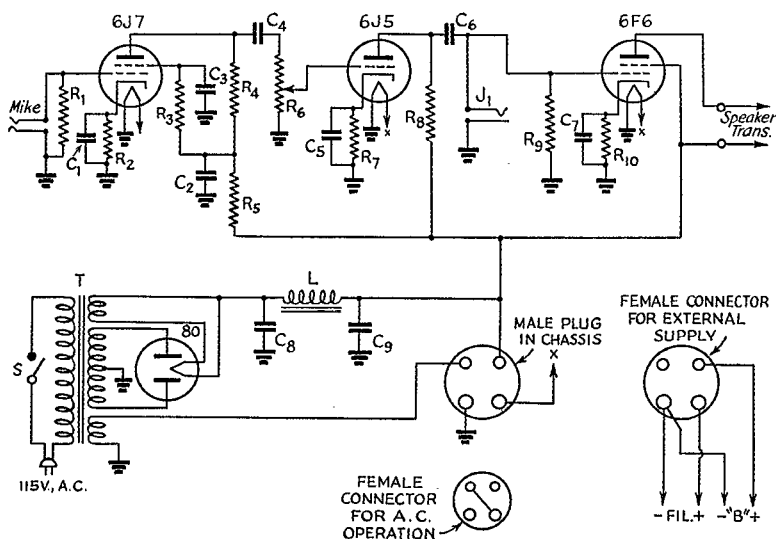 6J7
C4
6J5
C6
6F6
Mike
R1
C1
R2
R3
C3
R4
R6
C2
R5
C5
R7
R8
J1
R9
C7
R10
x
Speaker
Trans.
T
S
80
L
C8
C9
115V., A.C.
MALE PLUG
IN CHASSIS
X
FEMALE CONNECTOR
FOR EXTERNAL
SUPPLY
FEMALE
CONNECTOR
FOR A.C.
OPERATION
- FIL. + - "B" +